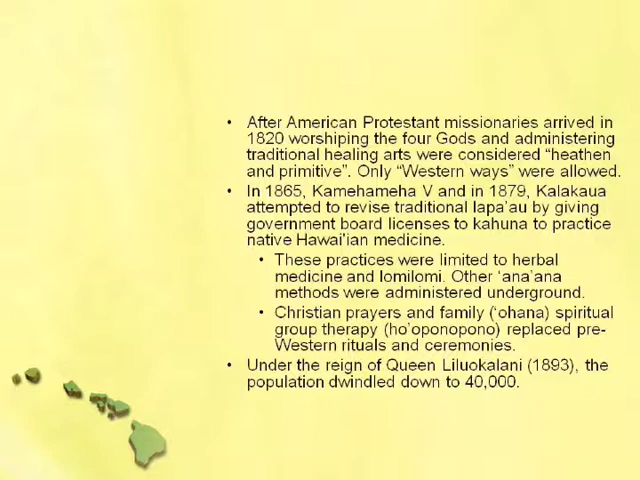 • After American Protestant missionaries arrived in
1820 worshiping the four Gods and administering
traditional healing arts were considered “heathen
and primitive”. Only “Western ways” were allowed.
• In 1865, Kamehameha V and in 1879, Kalakaua
attempted to revise traditional lapa’au by giving
government board licenses to kahuna to practice
native Hawai’ian medicine.
• These practices were limited to herbal
medicine and lomilomi. Other ‘ana’ana
methods were administered underground.
• Christian prayers and family (‘ohana) spiritual
group therapy (ho’oponopono) replaced pre-
Western rituals and ceremonies.
• Under the reign of Queen Liluokalani (1893), the
population dwindled down to 40,000.